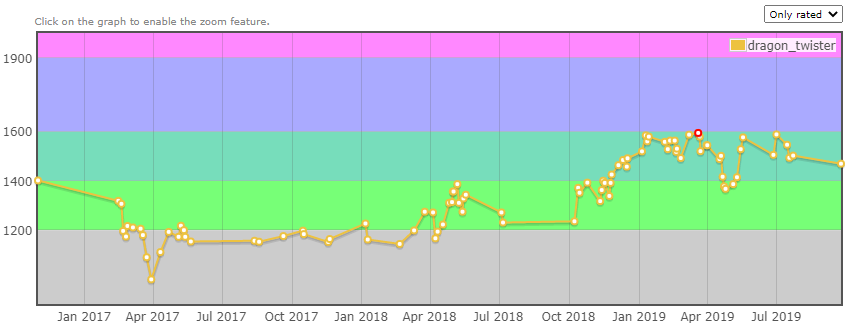 Click on the graph to enable the zoom feature.
Only rated
dragon_twister
1900
1600
1400
1200
Jan 2017 Apr 2017 Jul 2017 Oct 2017 Jan 2018 Apr 2018 Jul 2018 Oct 2018 Jan 2019 Apr 2019 Jul 2019